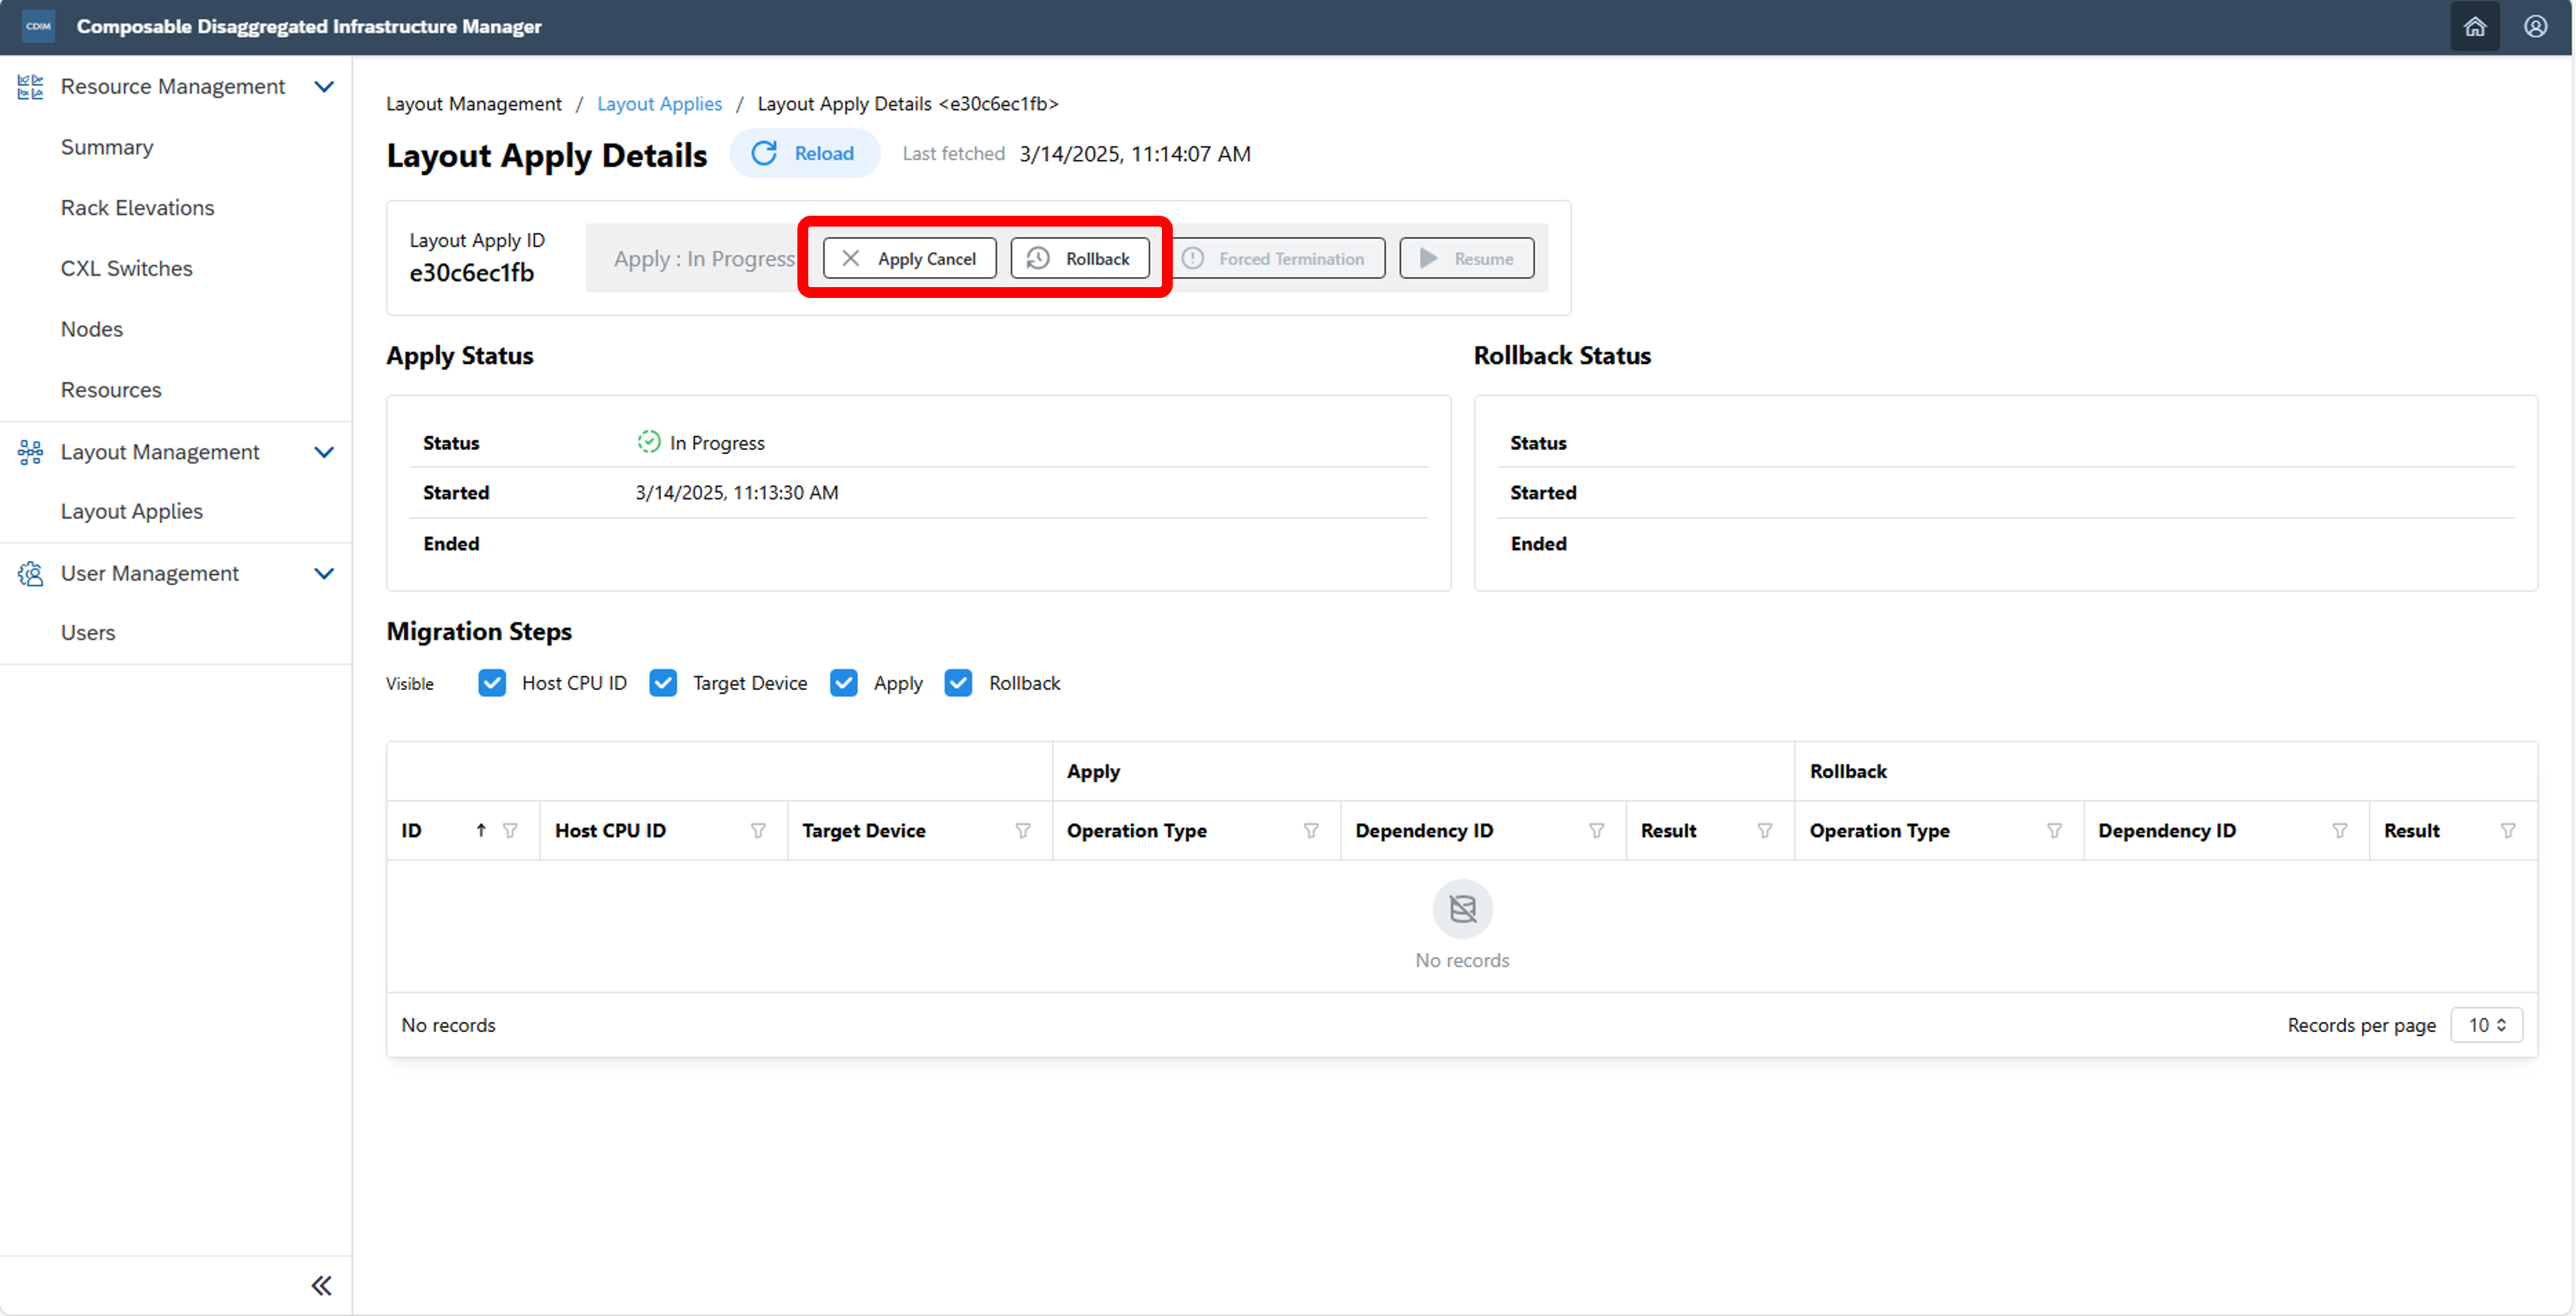 CDIM Composable Disaggregated Infrastructure Manager
Resource Management
Summary
Rack Elevations
CXL Switches
Nodes
Resources
Layout Management
Layout Applies
User Management
Users
Layout Management / Layout Applies / Layout Apply Details <e30c6ec1fb>
Layout Apply Details Reload Last fetched 3/14/2025, 11:14:07 AM
Layout Apply ID
e30c6ec1fb
Apply : In Progress Apply Cancel Rollback Forced Termination Resume
Apply Status
Status In Progress
Started 3/14/2025, 11:13:30 AM
Ended
Rollback Status
Status
Started
Ended
Migration Steps
Visible Host CPU ID Target Device Apply Rollback
Apply Rollback
ID Host CPU ID Target Device Operation Type Dependency ID Result Operation Type Dependency ID Result
No records
No records Records per page 10